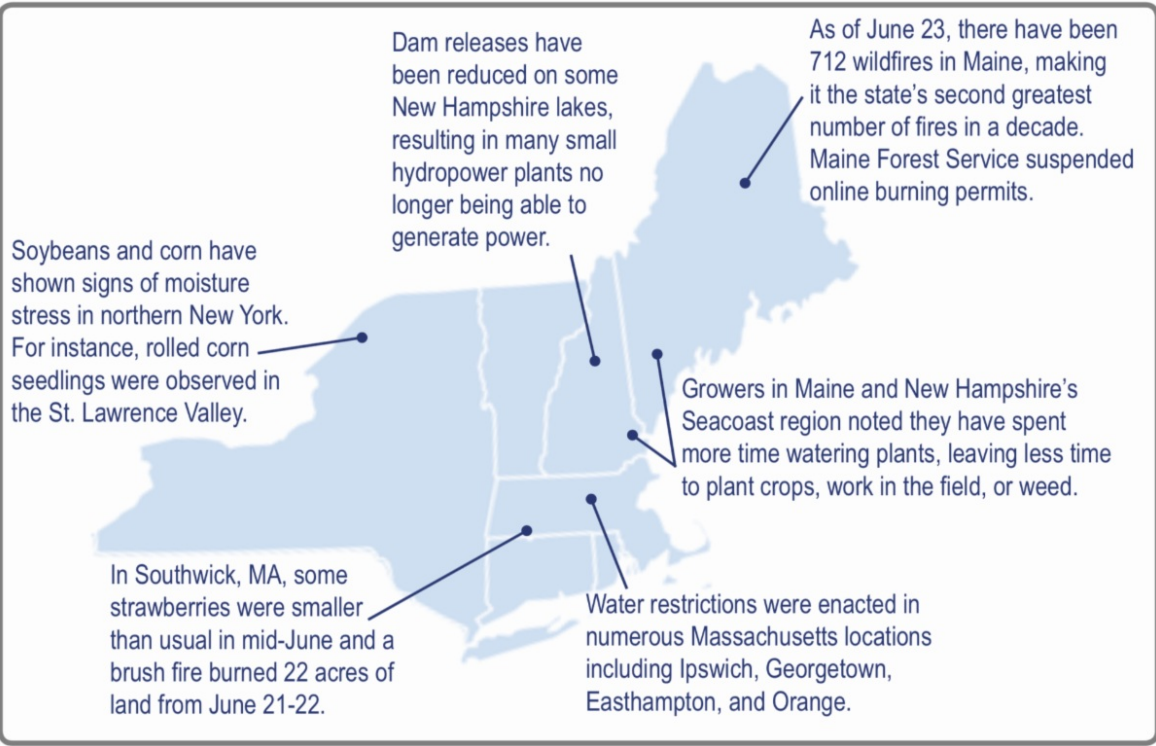 Dam releases have
been reduced on some
New Hampshire lakes,
resulting in many small
hydropower plants no
longer being able to
generate power.
As of June 23, there have been
712 wildfires in Maine, making
it the state’s second greatest
number of fires in a decade.
Maine Forest Service suspended
online burning permits.
Soybeans and corn have
shown signs of moisture
stress in northern New York.
For instance, rolled corn
seedlings were observed in
the St. Lawrence Valley.
Growers in Maine and New Hampshire’s
Seacoast region noted they have spent
more time watering plants, leaving less time
to plant crops, work in the field, or weed.
In Southwick, MA, some
strawberries were smaller
than usual in mid-June and a
brush fire burned 22 acres of
land from June 21-22.
Water restrictions were enacted in
numerous Massachusetts locations
including Ipswich, Georgetown,
Easthampton, and Orange.